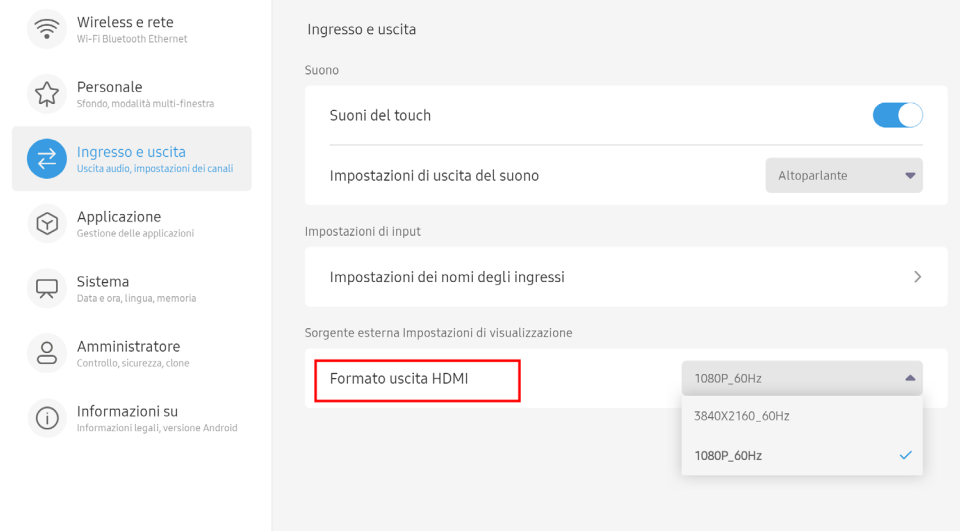 Wireless e rete
Wi-Fi Bluetooth Ethernet
Personale
Sfondo, modalità multi-finestra
Ingresso e uscita
Uscita audio, impostazioni dei canali
Applicazione
Gestione delle applicazioni
Sistema
Data e ora, lingua, memoria
Amministratore
Controllo, sicurezza, clone
Informazioni su
Informazioni legali, versione Android
Ingresso e uscita
Suono
Suoni del touch
Impostazioni di uscita del suono
Altoparlante
Impostazioni di input
Impostazioni dei nomi degli ingressi
Sorgente esterna Impostazioni di visualizzazione
Formato uscita HDMI
1080P_60Hz
3840X2160_60Hz
1080P_60Hz